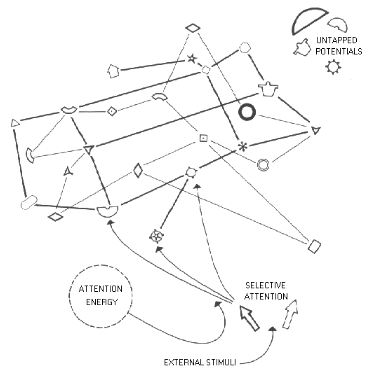 UNTAPPED
POTENTIALS
ATTENTION
ENERGY
SELECTIVE
ATTENTION
EXTERNAL STIMULI